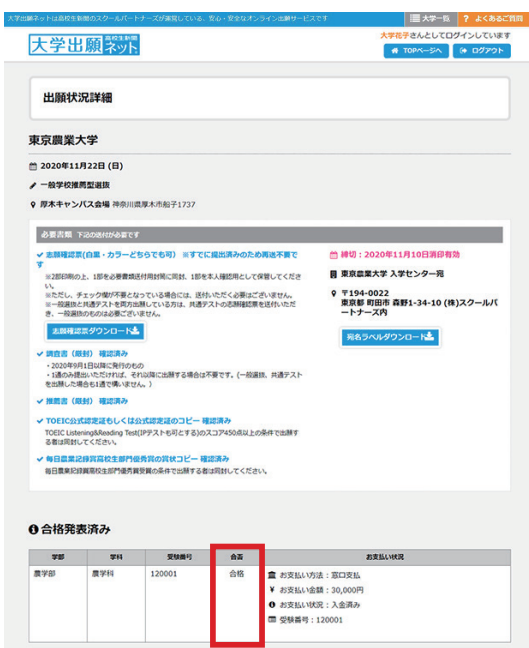 大学出願ネットは高校生新聞のスクールパートナーズが運営している、安心・安全なオンライン出願サービスです
大学一覧
? よくあるご質問
大学出願ネット
高校生新聞
大学花子さんとしてログインしています
TOPページへ
ログアウト
出願状況詳細
東京農業大学
2020年11月22日 (日)
一般学校推薦型選抜
厚木キャンパス会場 神奈川県厚木市船子1737
必要書類 下記の送付が必要です
志願確認票(白黒・カラーどちらでも可) ※すでに提出済みのため再送不要です
※2部印刷の上、1部を必要書類送付用封筒に同封、1部を本人確認用として保管してください。
※ただし、チェック欄が不要となっている場合には、送付いただく必要はございません。
※一般選抜と共通テストを両方出願している方は、共通テストの志願確認票を送付いただき、一般選抜のものは必要ございません。
志願確認票ダウンロード
調査書 (厳封) 確認済み
・2020年9月1日以降に発行のもの
・1通のみ提出いただければ、それ以降に出願する場合は不要です。(一般選抜、共通テストを出願した場合も1通で構いません。)
推薦書 (厳封) 確認済み
TOEIC公式認定証もしくは公式認定証のコピー 確認済み
TOEIC Listening&Reading Test(IPテストも可とする)のスコア450点以上の条件で出願する者は同封してください。
毎日農業記録賞高校生部門優秀賞の賞状コピー 確認済み
毎日農業記録賞高校生部門優秀賞受賞の条件で出願する者は同封してください。
締切：2020年11月10日消印有効
東京農業大学 入学センター宛
〒194-0022
東京都 町田市 森野1-34-10 (株)スクールパートナーズ内
宛名ラベルダウンロード
合格発表済み
学部 学科 受験番号 合否 お支払い状況
農学部 農学科 120001 合格 お支払い方法：窓口支払
¥ お支払い金額：30,000円
お支払い状況：入金済み
受験番号：120001